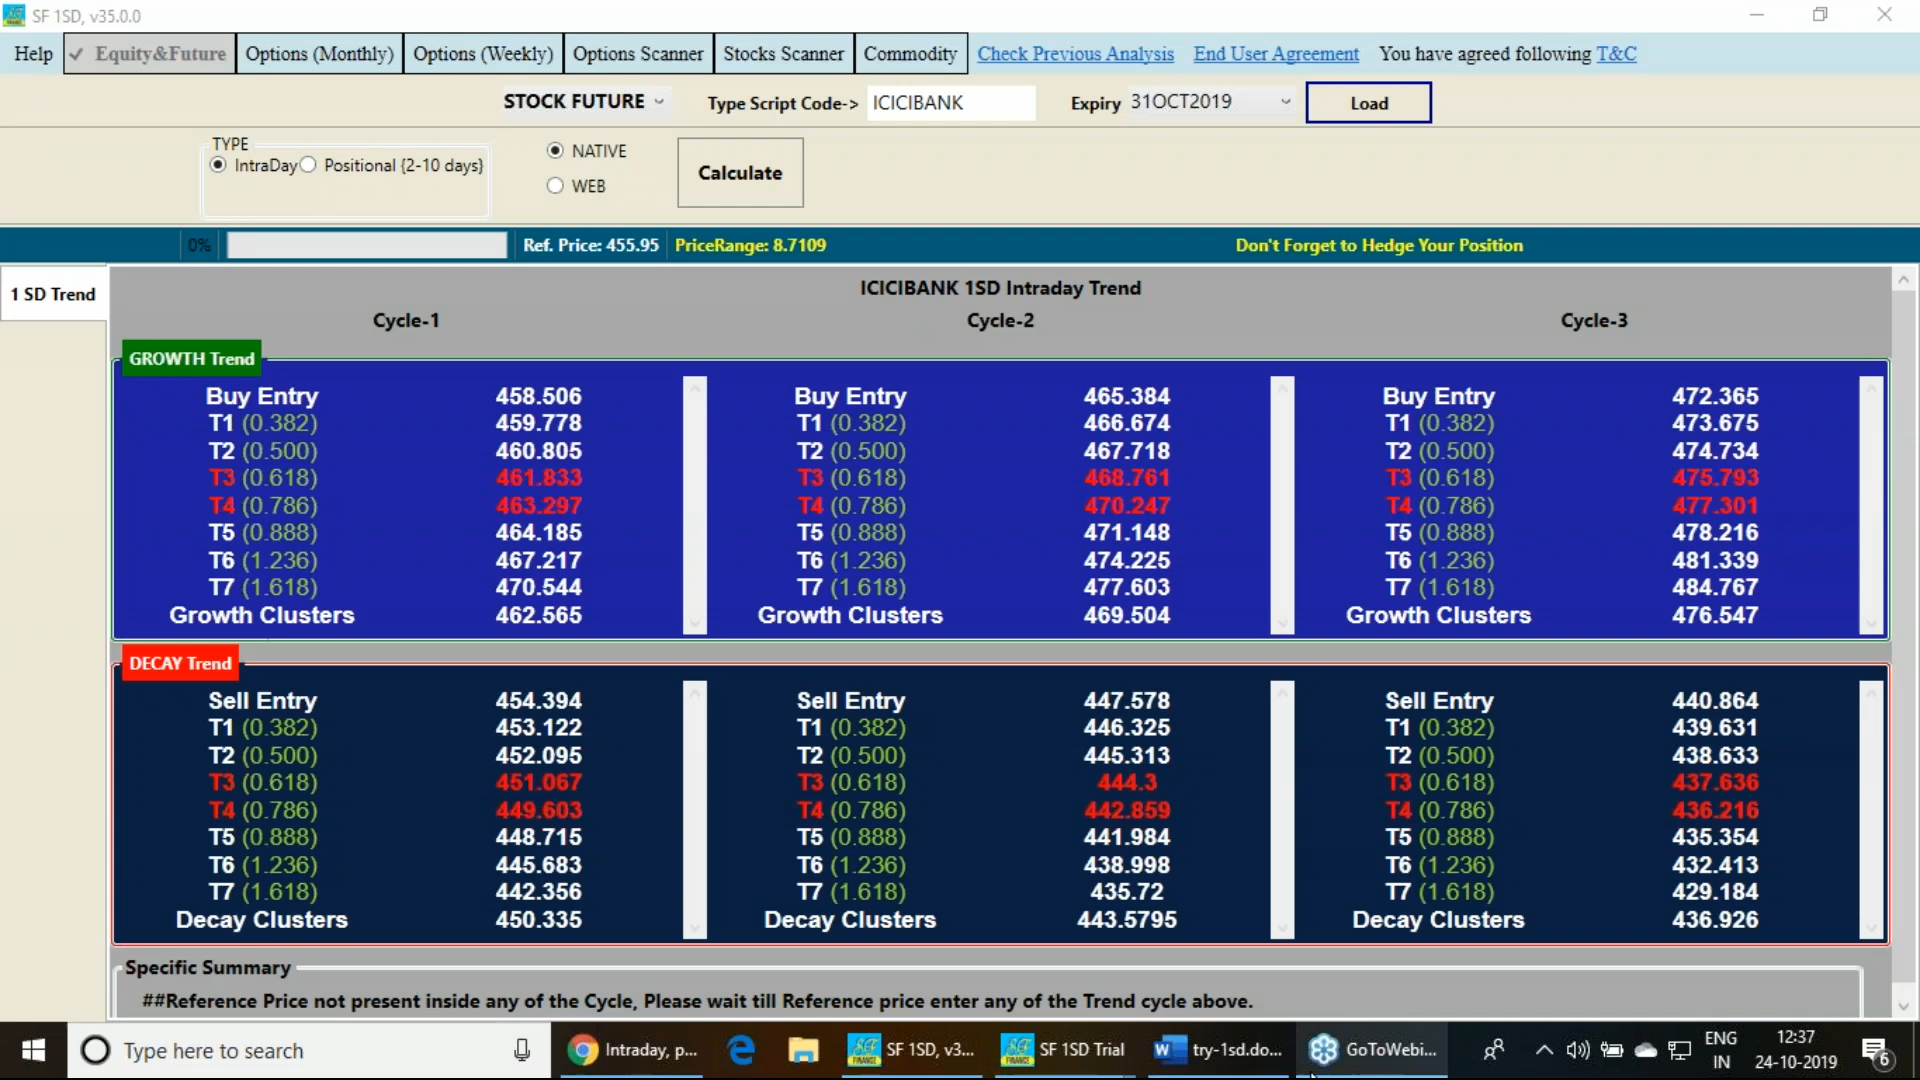 SF 1SD, v35.0.0
Help ✓ Equity&Future Options (Monthly) Options (Weekly) Options Scanner Stocks Scanner Commodity Check Previous Analysis End User Agreement You have agreed following T&C
STOCK FUTURE Type Script Code-> ICICIBANK Expiry 31OCT2019 Load
TYPE
IntraDay Positional {2-10 days}
NATIVE
WEB
Calculate
0% Ref. Price: 455.95 PriceRange: 8.7109 Don't Forget to Hedge Your Position
1 SD Trend
ICICIBANK 1SD Intraday Trend
Cycle-1 Cycle-2 Cycle-3
GROWTH Trend
Buy Entry 458.506 Buy Entry 465.384 Buy Entry 472.365
T1 (0.382) 459.778 T1 (0.382) 466.674 T1 (0.382) 473.675
T2 (0.500) 460.805 T2 (0.500) 467.718 T2 (0.500) 474.734
T3 (0.618) 461.833 T3 (0.618) 468.761 T3 (0.618) 475.793
T4 (0.786) 463.297 T4 (0.786) 470.247 T4 (0.786) 477.301
T5 (0.888) 464.185 T5 (0.888) 471.148 T5 (0.888) 478.216
T6 (1.236) 467.217 T6 (1.236) 474.225 T6 (1.236) 481.339
T7 (1.618) 470.544 T7 (1.618) 477.603 T7 (1.618) 484.767
Growth Clusters 462.565 Growth Clusters 469.504 Growth Clusters 476.547
DECAY Trend
Sell Entry 454.394 Sell Entry 447.578 Sell Entry 440.864
T1 (0.382) 453.122 T1 (0.382) 446.325 T1 (0.382) 439.631
T2 (0.500) 452.095 T2 (0.500) 445.313 T2 (0.500) 438.633
T3 (0.618) 451.067 T3 (0.618) 444.3 T3 (0.618) 437.636
T4 (0.786) 449.603 T4 (0.786) 442.859 T4 (0.786) 436.216
T5 (0.888) 448.715 T5 (0.888) 441.984 T5 (0.888) 435.354
T6 (1.236) 445.683 T6 (1.236) 438.998 T6 (1.236) 432.413
T7 (1.618) 442.356 T7 (1.618) 435.72 T7 (1.618) 429.184
Decay Clusters 450.335 Decay Clusters 443.5795 Decay Clusters 436.926
Specific Summary
##Reference Price not present inside any of the Cycle, Please wait till Reference price enter any of the Trend cycle above.
Type here to search Intraday, p... SF 1SD, v3... SF 1SD Trial try-1sd.do... GoToWebi... ENG 12:37
IN 24-10-2019 6